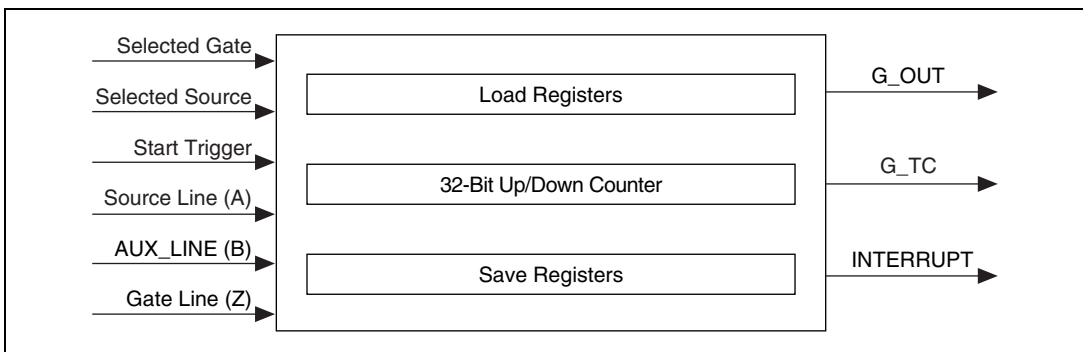 Selected Gate
Selected Source
Start Trigger
Source Line (A)
AUX_LINE (B)
Gate Line (Z)
Load Registers
32-Bit Up/Down Counter
Save Registers
G_OUT
G_TC
INTERRUPT